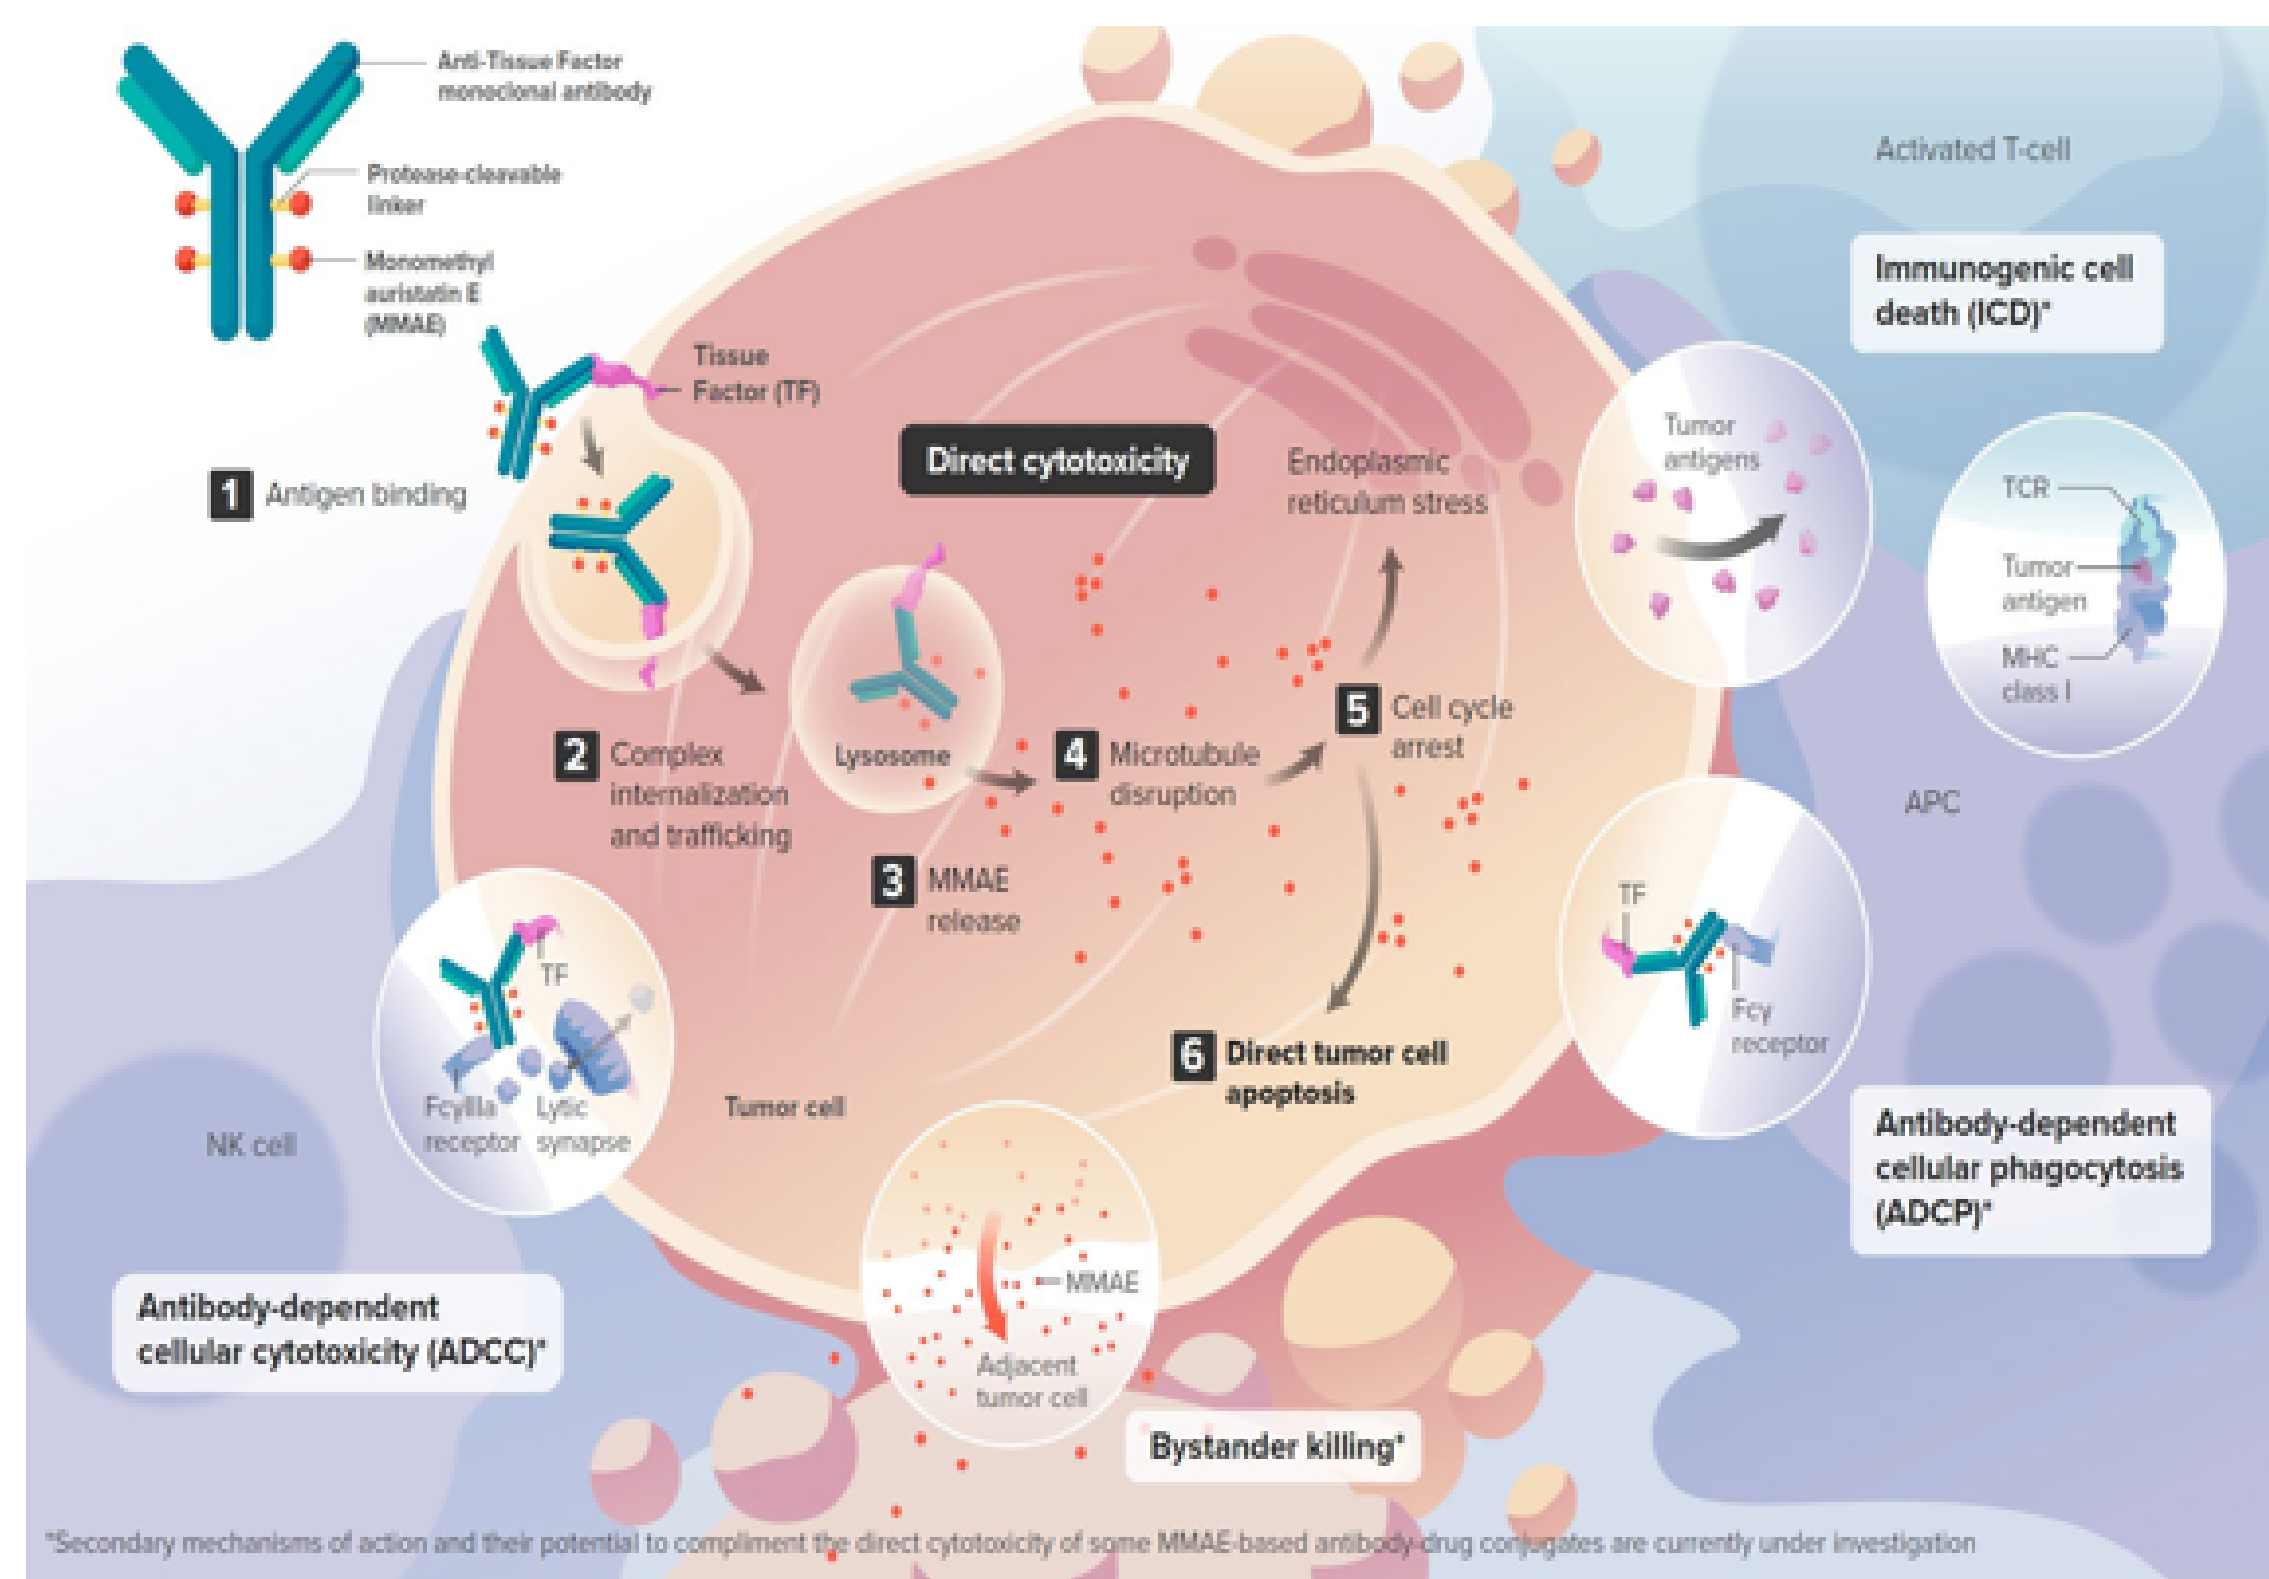 Anti-Tissue Factor
monoclonal antibody
Protease-cleavable
linker
Monomethyl
auristatin E
(MMAE)
Tissue
Factor (TF)
1 Antigen binding
Direct cytotoxicity
2 Complex
internalization
and trafficking
Lysosome
3 MMAE
release
4 Microtubule
disruption
5 Cell cycle
arrest
Endoplasmic
reticulum stress
6 Direct tumor cell
apoptosis
Tumor cell
Activated T-cell
Immunogenic cell
death (ICD)*
Tumor
antigens
TCR
Tumor
antigen
MHC
class I
APC
TF
Fcγ
receptor
Antibody-dependent
cellular phagocytosis
(ADCP)*
TF
FcγIIIa
receptor
Lytic
synapse
NK cell
Antibody-dependent
cellular cytotoxicity (ADCC)*
MMAE
Adjacent
tumor cell
Bystander killing*
*Secondary mechanisms of action and their potential to compliment the direct cytotoxicity of some MMAE-based antibody-drug conjugates are currently under investigation